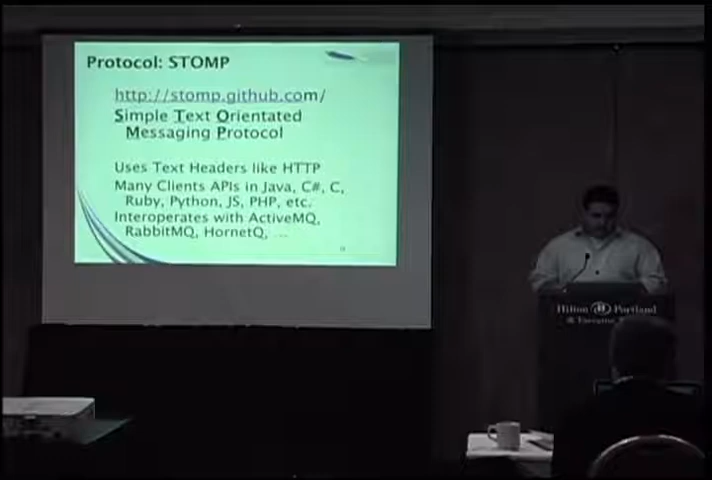 Protocol: STOMP
http://stomp.github.com/
Simple Text Orientated
Messaging Protocol
Uses Text Headers like HTTP
Many Clients APIs in Java, C#, C,
Ruby, Python, JS, PHP, etc.
Interoperates with ActiveMQ,
RabbitMQ, HornetQ, ...
Hilton Portland
& Executive